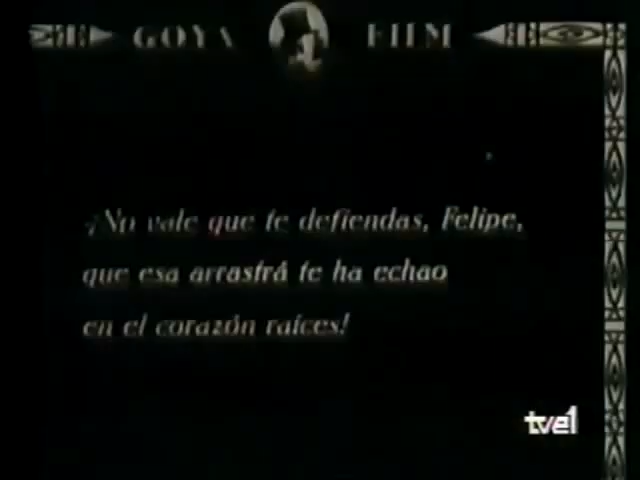 GOYA FILM
¡No vale que te defiendas, Felipe,
que esa arrastrá te ha echao
en el corazón raíces!
tve1